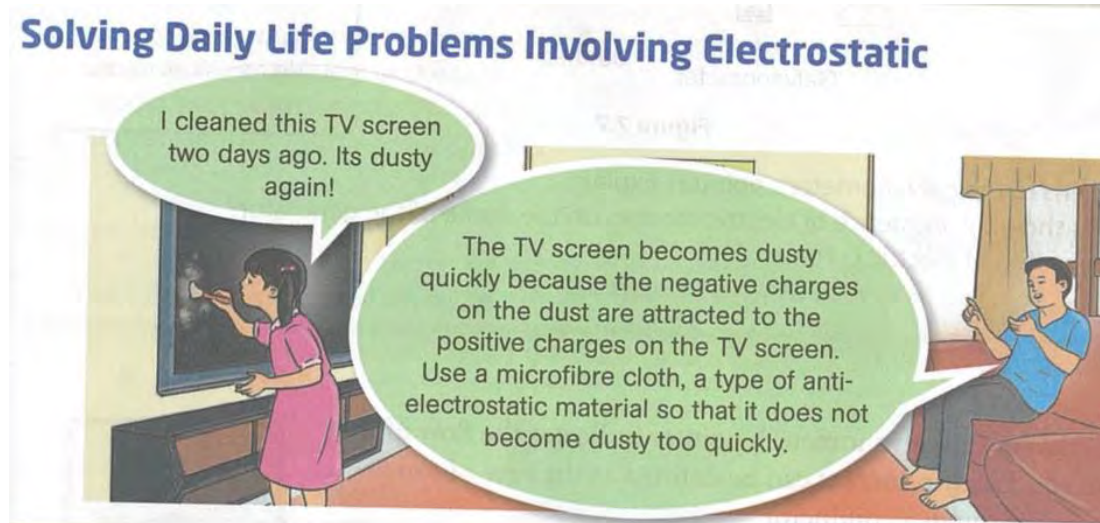 Solving Daily Life Problems Involving Electrostatic
I cleaned this TV screen
two days ago. Its dusty
again!
The TV screen becomes dusty
quickly because the negative charges
on the dust are attracted to the
positive charges on the TV screen.
Use a microfibre cloth, a type of anti-
electrostatic material so that it does not
become dusty too quickly.